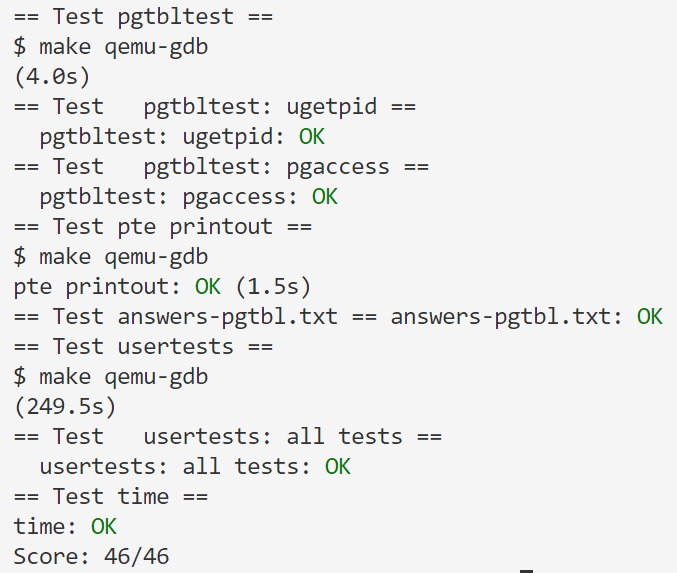 == Test pgtbltest ==
$ make qemu-gdb
(4.0s)
== Test   pgtbltest: ugetpid ==
  pgtbltest: ugetpid: OK
== Test   pgtbltest: pgaccess ==
  pgtbltest: pgaccess: OK
== Test pte printout ==
$ make qemu-gdb
pte printout: OK (1.5s)
== Test answers-pgtbl.txt == answers-pgtbl.txt: OK
== Test usertests ==
$ make qemu-gdb
(249.5s)
== Test   usertests: all tests ==
  usertests: all tests: OK
== Test time ==
time: OK
Score: 46/46